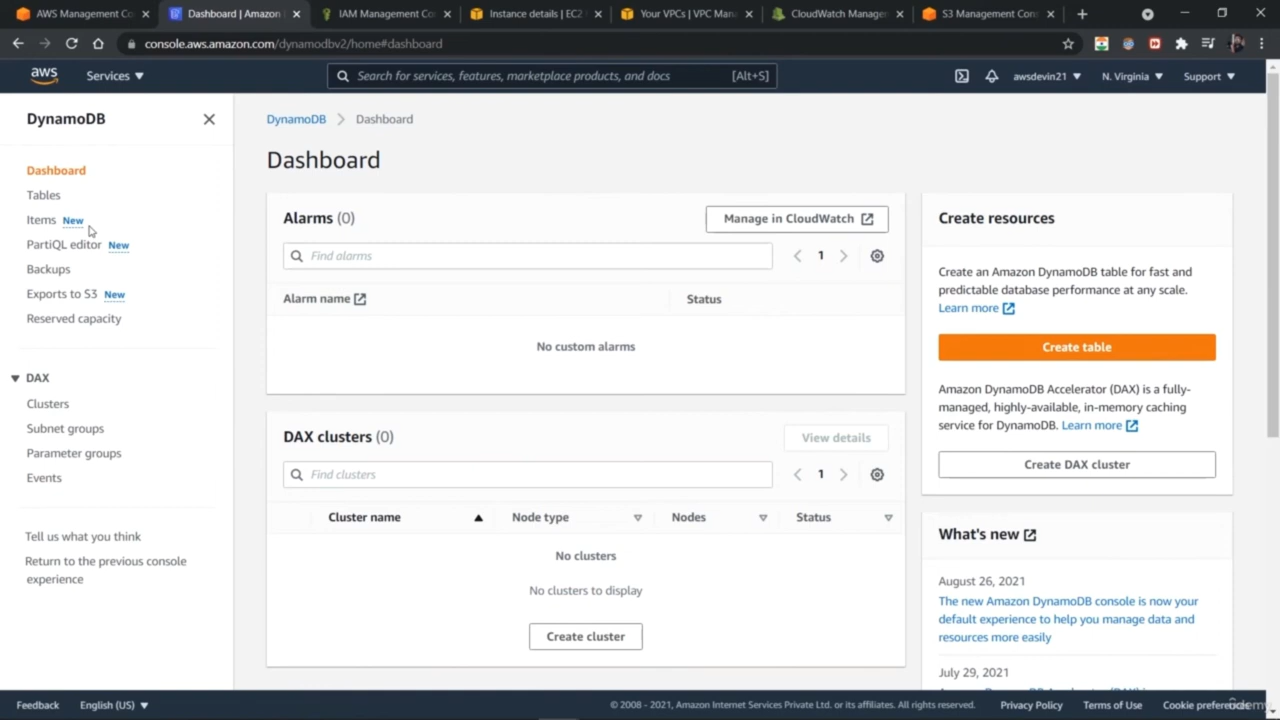 AWS Management Co
Dashboard | Amazon
IAM Management Co
Instance details | EC2
Your VPCs | VPC Man
CloudWatch Manage
S3 Management Con
console.aws.amazon.com/dynamodbv2/home#dashboard
aws
Services
Search for services, features, marketplace products, and docs
[Alt+S]
awsdevin21
N. Virginia
Support
DynamoDB
Dashboard
Tables
Items New
PartiQL editor New
Backups
Exports to S3 New
Reserved capacity
DAX
Clusters
Subnet groups
Parameter groups
Events
Tell us what you think
Return to the previous console
experience
DynamoDB
Dashboard
Dashboard
Alarms (0)
Manage in CloudWatch
Find alarms
1
Alarm name
Status
No custom alarms
DAX clusters (0)
View details
Find clusters
1
Cluster name
Node type
Nodes
Status
No clusters
No clusters to display
Create cluster
Create resources
Create an Amazon DynamoDB table for fast and
predictable database performance at any scale.
Learn more
Create table
Amazon DynamoDB Accelerator (DAX) is a fully-
managed, highly-available, in-memory caching
service for DynamoDB. Learn more
Create DAX cluster
What's new
August 26, 2021
The new Amazon DynamoDB console is now your
default experience to help you manage data and
resources more easily
July 29, 2021
Feedback
English (US)
© 2008 - 2021, Amazon Internet Services Private Ltd. or its affiliates. All rights reserved.
Privacy Policy
Terms of Use
Cookie preferences